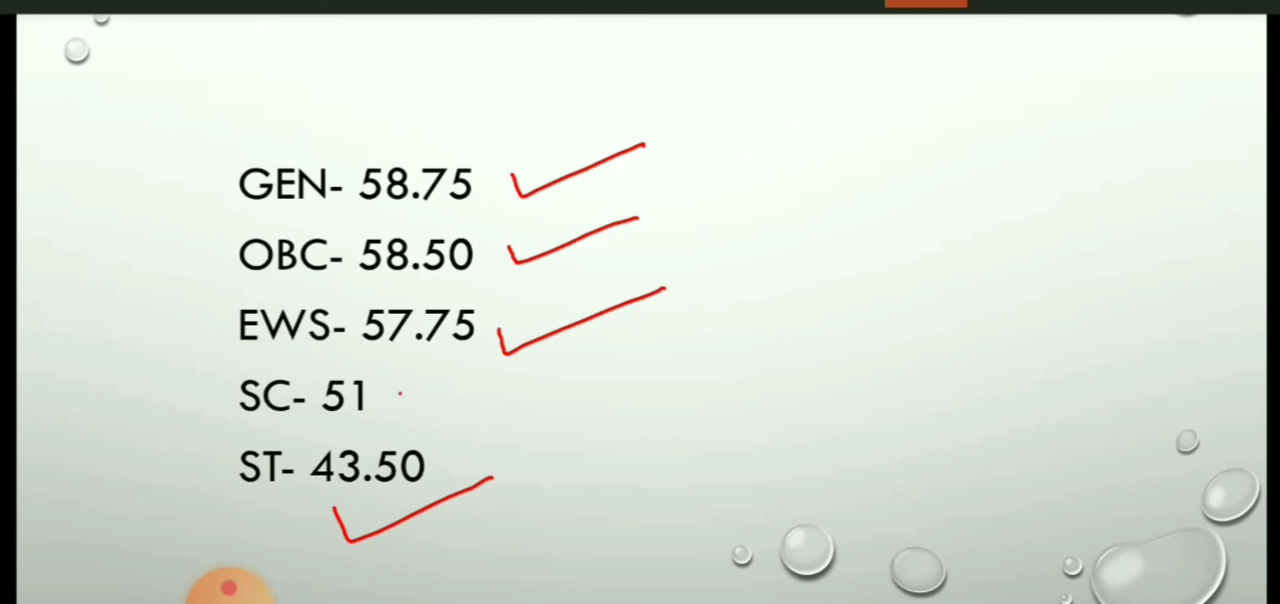 GEN- 58.75
OBC- 58.50
EWS- 57.75
SC- 51
ST- 43.50